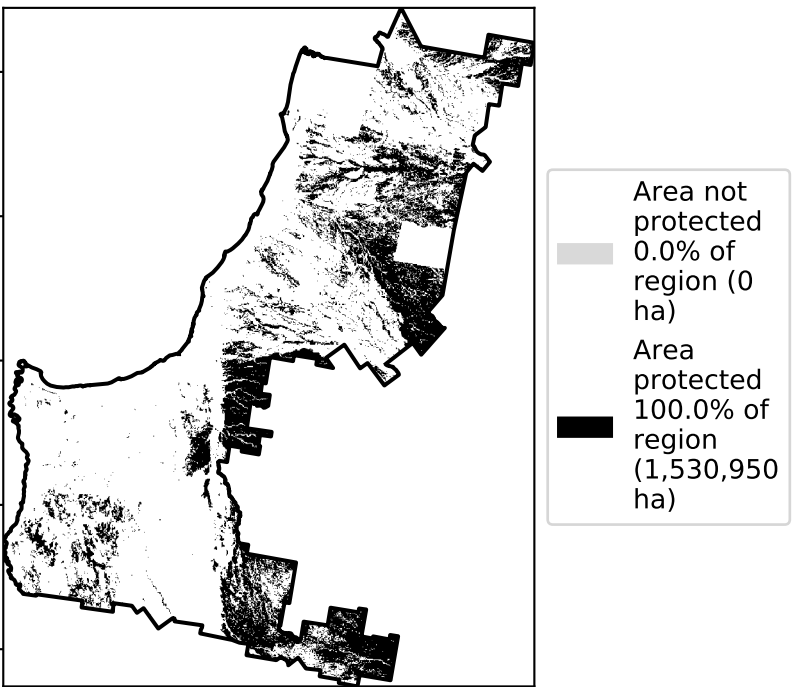 Area not
protected
0.0% of
region (0
ha)
Area
protected
100.0% of
region
(1,530,950
ha)